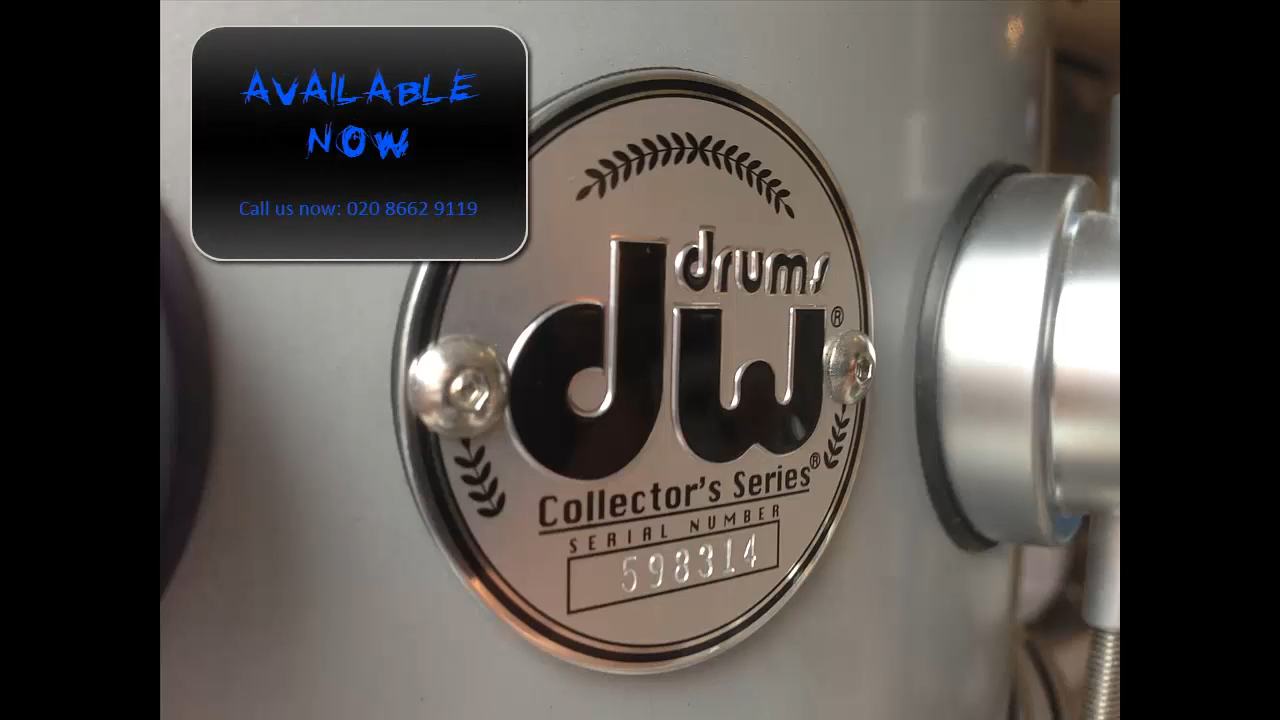 AVAILABLE
NOW
Call us now: 020 8662 9119
drums
dw®
Collector's Series®
SERIAL NUMBER
598314